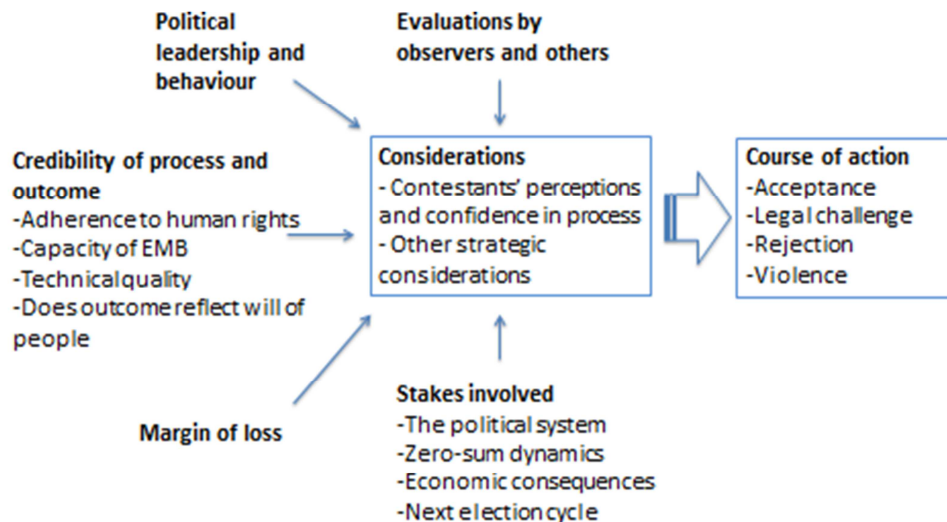 Political
leadership and
behaviour
Evaluations by
observers and others
Credibility of process and
outcome
-Adherence to human rights
-Capacity of EMB
-Technical quality
-Does outcome reflect will of
people
Considerations
- Contestants' perceptions
and confidence in process
- Other strategic
considerations
Course of action
-Acceptance
-Legal challenge
-Rejection
-Violence
Margin of loss
Stakes involved
-The political system
-Zero-sum dynamics
-Economic consequences
-Next election cycle